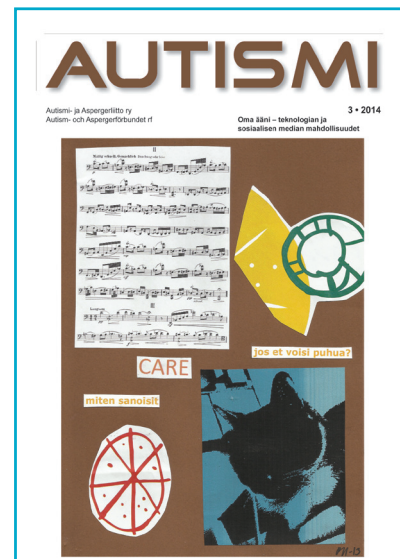 AUTISMI
Autismi- ja Aspergerliitto ry
Autism- och Aspergerförbundet rf
3 • 2014
Oma ääni – teknologian ja
sosiaalisen median mahdollisuudet
II
CARE
jos et voisi puhua?
miten sanoisit